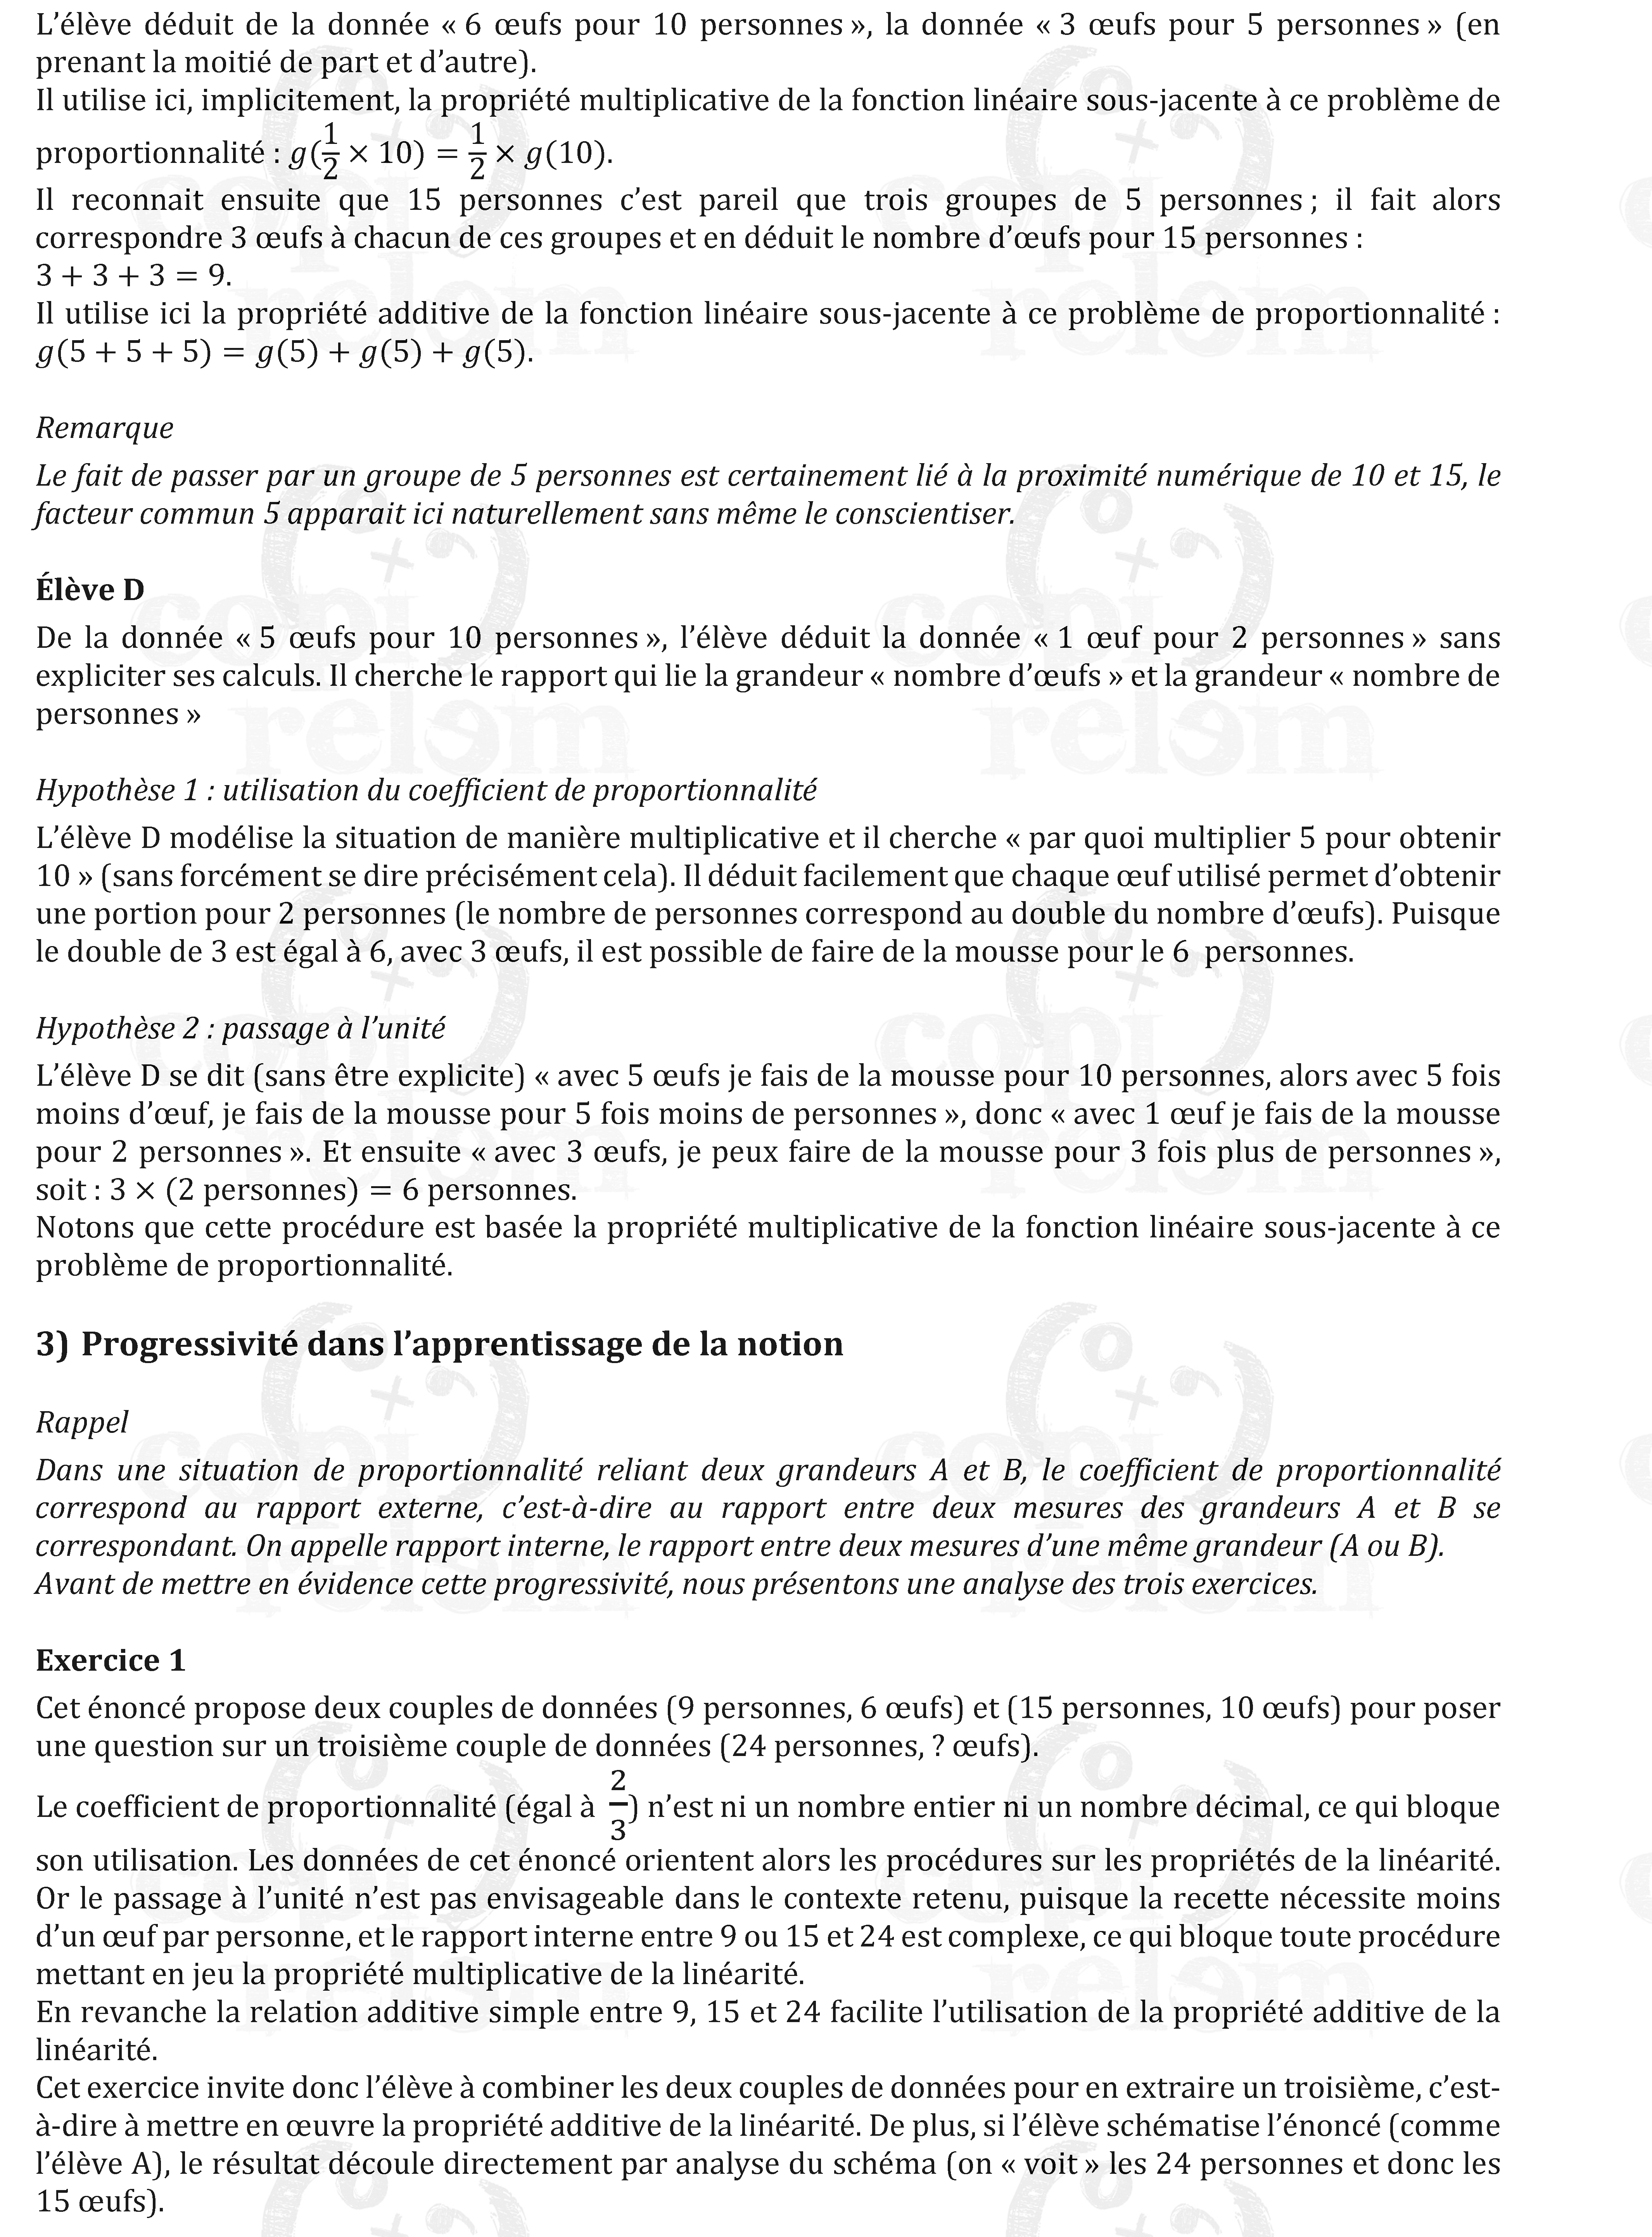 L’élève déduit de la donnée « 6 œufs pour 10 personnes », la donnée « 3 œufs pour 5 personnes » (en
prenant la moitié de part et d’autre).
Il utilise ici, implicitement, la propriété multiplicative de la fonction linéaire sous-jacente à ce problème de
proportionnalité : g(1/2 × 10) = 1/2 × g(10).
Il reconnait ensuite que 15 personnes c’est pareil que trois groupes de 5 personnes ; il fait alors
correspondre 3 œufs à chacun de ces groupes et en déduit le nombre d’œufs pour 15 personnes :
3 + 3 + 3 = 9.
Il utilise ici la propriété additive de la fonction linéaire sous-jacente à ce problème de proportionnalité :
g(5 + 5 + 5) = g(5) + g(5) + g(5).
Remarque
Le fait de passer par un groupe de 5 personnes est certainement lié à la proximité numérique de 10 et 15, le
facteur commun 5 apparait ici naturellement sans même le conscientiser.
Élève D
De la donnée « 5 œufs pour 10 personnes », l’élève déduit la donnée « 1 œuf pour 2 personnes » sans
expliciter ses calculs. Il cherche le rapport qui lie la grandeur « nombre d’œufs » et la grandeur « nombre de
personnes »
Hypothèse 1 : utilisation du coefficient de proportionnalité
L’élève D modélise la situation de manière multiplicative et il cherche « par quoi multiplier 5 pour obtenir
10 » (sans forcément se dire précisément cela). Il déduit facilement que chaque œuf utilisé permet d’obtenir
une portion pour 2 personnes (le nombre de personnes correspond au double du nombre d’œufs). Puisque
le double de 3 est égal à 6, avec 3 œufs, il est possible de faire de la mousse pour le 6 personnes.
Hypothèse 2 : passage à l’unité
L’élève D se dit (sans être explicite) « avec 5 œufs je fais de la mousse pour 10 personnes, alors avec 5 fois
moins d’œuf, je fais de la mousse pour 5 fois moins de personnes », donc « avec 1 œuf je fais de la mousse
pour 2 personnes ». Et ensuite « avec 3 œufs, je peux faire de la mousse pour 3 fois plus de personnes »,
soit : 3 × (2 personnes) = 6 personnes.
Notons que cette procédure est basée la propriété multiplicative de la fonction linéaire sous-jacente à ce
problème de proportionnalité.
3) Progressivité dans l’apprentissage de la notion
Rappel
Dans une situation de proportionnalité reliant deux grandeurs A et B, le coefficient de proportionnalité
correspond au rapport externe, c’est-à-dire au rapport entre deux mesures des grandeurs A et B se
correspondant. On appelle rapport interne, le rapport entre deux mesures d’une même grandeur (A ou B).
Avant de mettre en évidence cette progressivité, nous présentons une analyse des trois exercices.
Exercice 1
Cet énoncé propose deux couples de données (9 personnes, 6 œufs) et (15 personnes, 10 œufs) pour poser
une question sur un troisième couple de données (24 personnes, ? œufs).
Le coefficient de proportionnalité (égal à 2/3) n’est ni un nombre entier ni un nombre décimal, ce qui bloque
son utilisation. Les données de cet énoncé orientent alors les procédures sur les propriétés de la linéarité.
Or le passage à l’unité n’est pas envisageable dans le contexte retenu, puisque la recette nécessite moins
d’un œuf par personne, et le rapport interne entre 9 ou 15 et 24 est complexe, ce qui bloque toute procédure
mettant en jeu la propriété multiplicative de la linéarité.
En revanche la relation additive simple entre 9, 15 et 24 facilite l’utilisation de la propriété additive de la
linéarité.
Cet exercice invite donc l’élève à combiner les deux couples de données pour en extraire un troisième, c’est-
à-dire à mettre en œuvre la propriété additive de la linéarité. De plus, si l’élève schématise l’énoncé (comme
l’élève A), le résultat découle directement par analyse du schéma (on « voit » les 24 personnes et donc les
15 œufs).